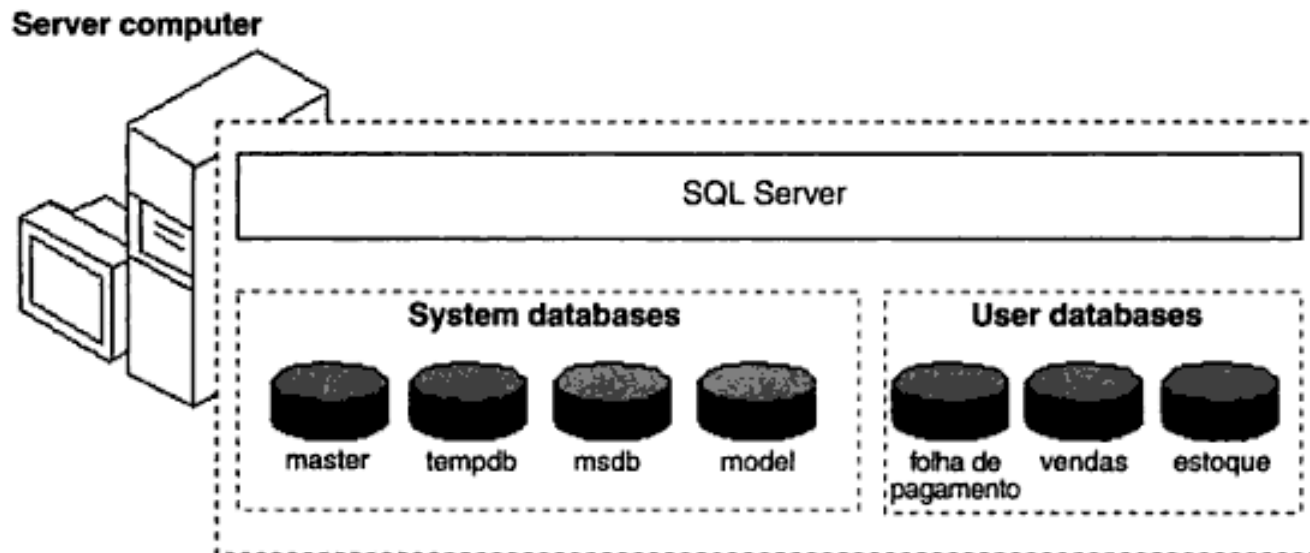 Server computer
SQL Server
System databases
User databases
master
tempdb
msdb
model
folha de
pagamento
vendas
estoque